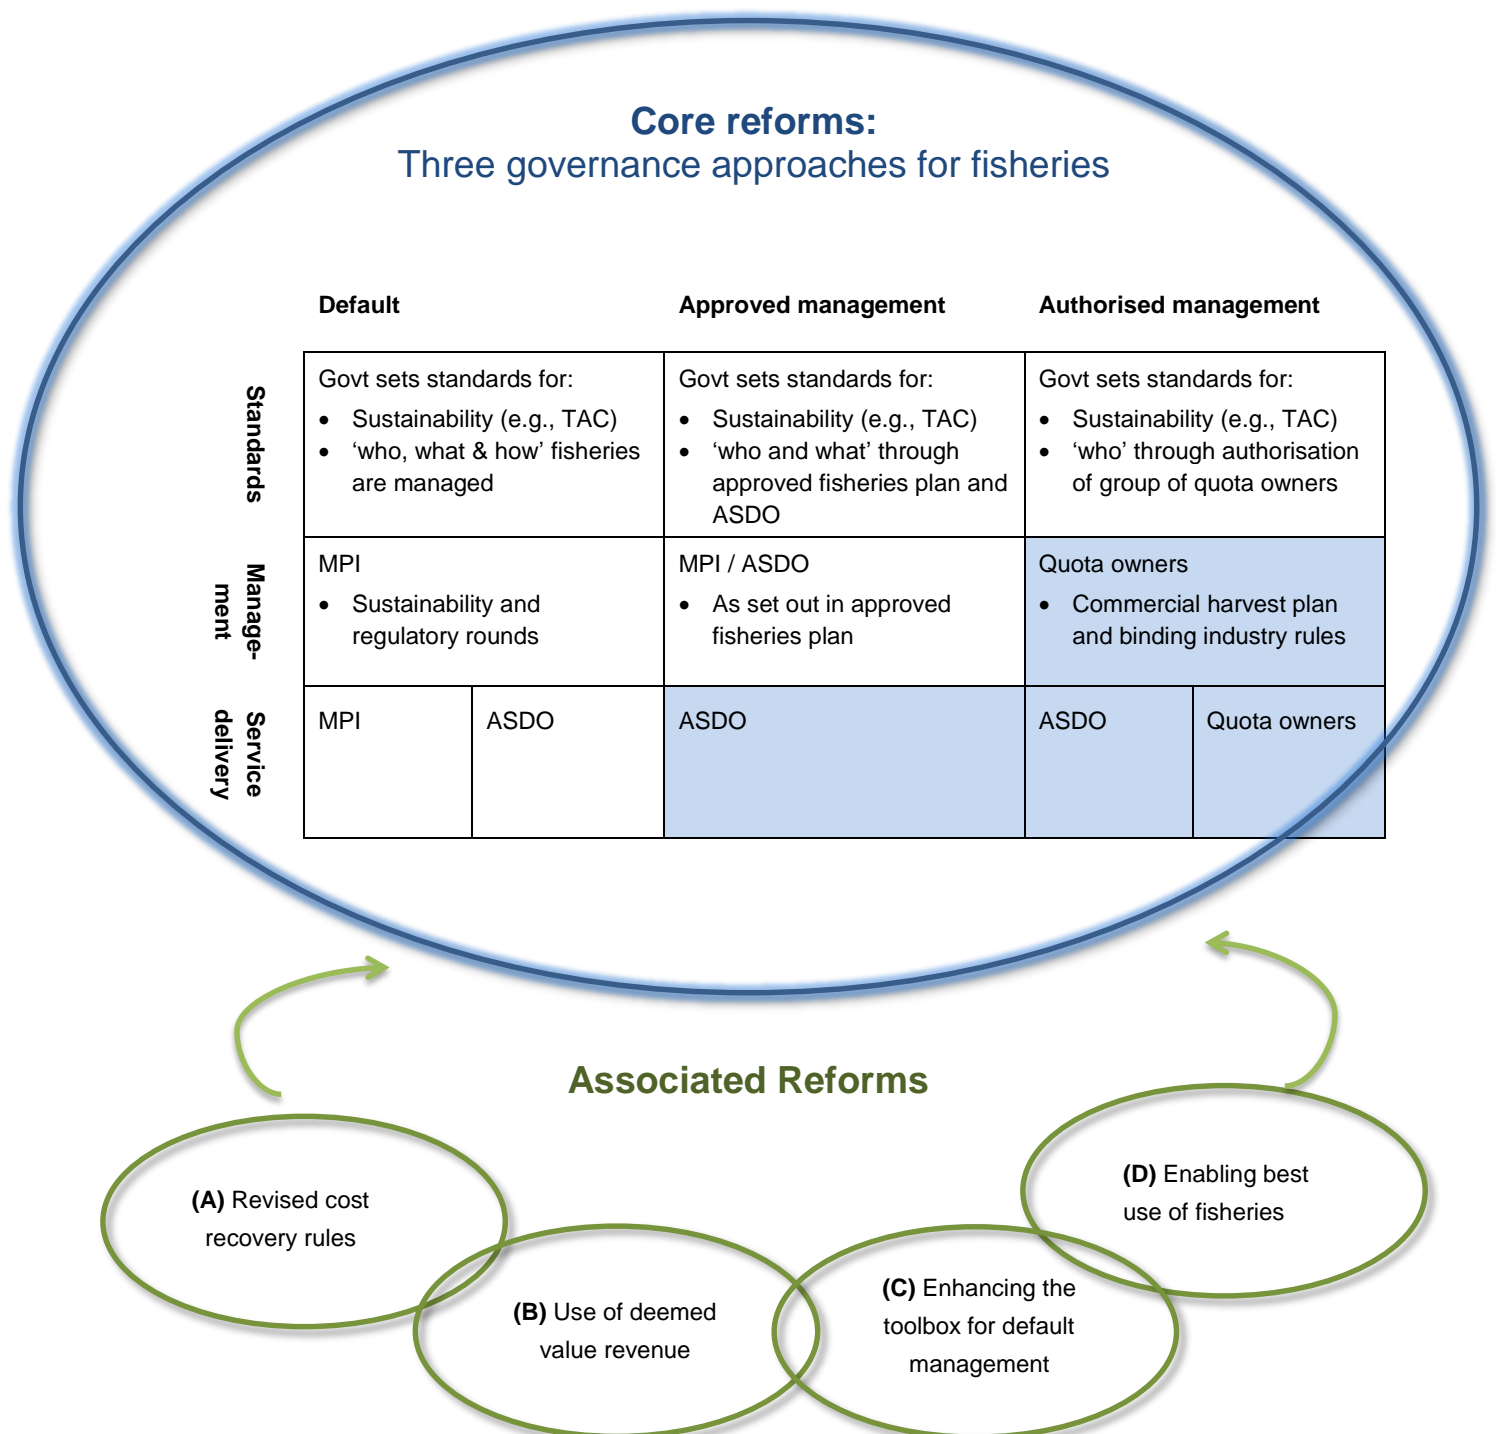 Core reforms:
Three governance approaches for fisheries
Default
Approved management
Authorised management
Standards
Govt sets standards for:
• Sustainability (e.g., TAC)
• ‘who, what & how’ fisheries
are managed
Govt sets standards for:
• Sustainability (e.g., TAC)
• ‘who and what’ through
approved fisheries plan and
ASDO
Govt sets standards for:
• Sustainability (e.g., TAC)
• ‘who’ through authorisation
of group of quota owners
Manage-
ment
MPI
• Sustainability and
regulatory rounds
MPI / ASDO
• As set out in approved
fisheries plan
Quota owners
• Commercial harvest plan
and binding industry rules
Service
delivery
MPI
ASDO
ASDO
ASDO
Quota owners
Associated Reforms
(A) Revised cost
recovery rules
(B) Use of deemed
value revenue
(C) Enhancing the
toolbox for default
management
(D) Enabling best
use of fisheries